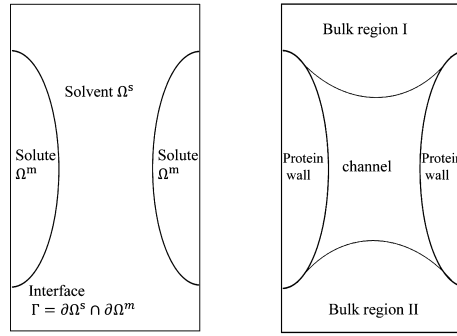 Solvent Ωˢ
Solute
Ωᵐ
Solute
Ωᵐ
Interface
Γ = ∂Ωˢ ∩ ∂Ωᵐ
Bulk region I
Protein
wall
channel
Protein
wall
Bulk region II